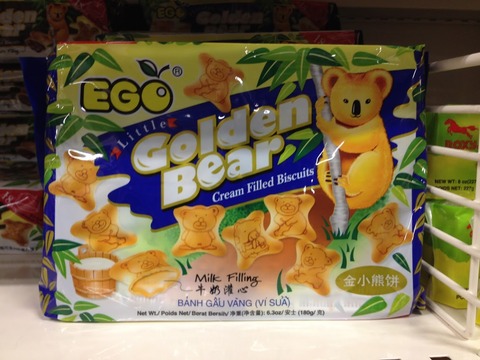 EGO®
Little
Golden
Bear
Cream Filled Biscuits
Milk Filling
牛奶灌心
金小熊饼
BÁNH GẤU VÀNG (VỊ SỮA)
Net Wt./ Poids Net/ Berat Bersih/ 净重(净含量): 6.3oz/ 安士 (180g/ 克)